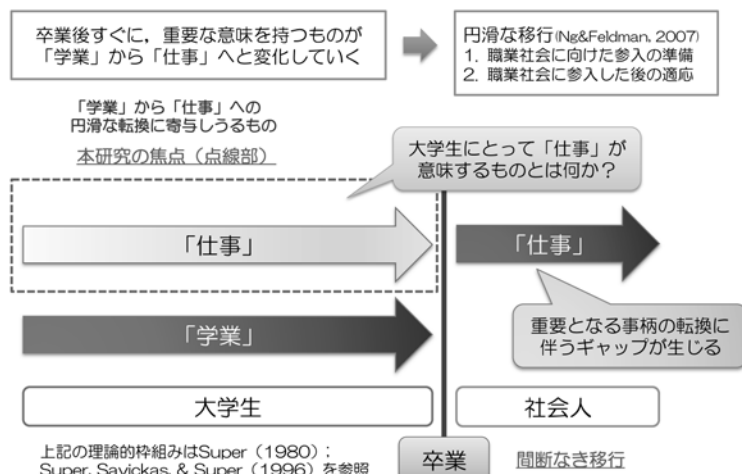 卒業後すぐに，重要な意味を持つものが
「学業」から「仕事」へと変化していく
円滑な移行(Ng&Feldman, 2007)
1. 職業社会に向けた参入の準備
2. 職業社会に参入した後の適応
「学業」から「仕事」への
円滑な転換に寄与しうるもの
本研究の焦点（点線部）
大学生にとって「仕事」が
意味するものとは何か？
「仕事」
「仕事」
「学業」
重要となる事柄の転換に
伴うギャップが生じる
大学生
社会人
上記の理論的枠組みはSuper（1980）：
Super, Savickas, & Super（1996）を参照
卒業
間断なき移行